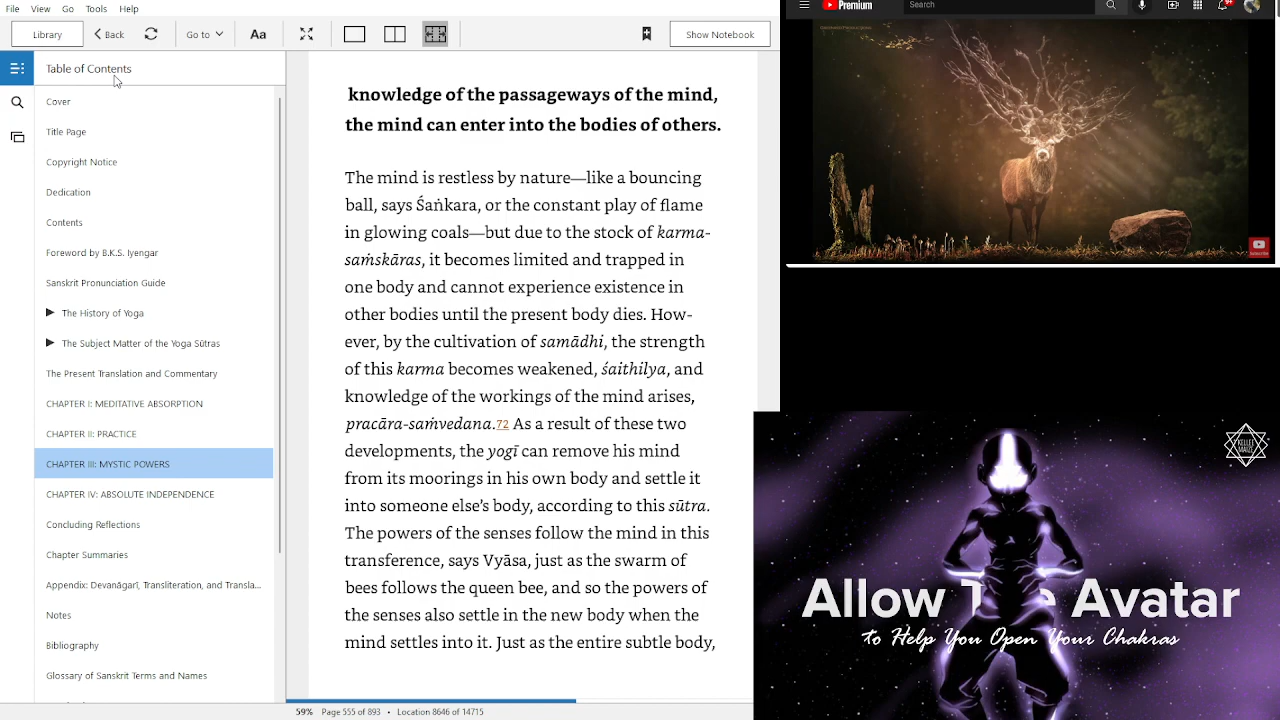 File View Go Tools Help
Library
Back
Go to
Aa
Show Notebook
Table of Contents
Cover
Title Page
Copyright Notice
Dedication
Contents
Foreword by B.K.S. Iyengar
Sanskrit Pronunciation Guide
The History of Yoga
The Subject Matter of the Yoga Sūtras
The Present Translation and Commentary
CHAPTER I: MEDITATIVE ABSORPTION
CHAPTER II: PRACTICE
CHAPTER III: MYSTIC POWERS
CHAPTER IV: ABSOLUTE INDEPENDENCE
Concluding Reflections
Chapter Summaries
Appendix: Devanāgarī, Transliteration, and Transla...
Notes
Bibliography
Glossary of Sanskrit Terms and Names
knowledge of the passageways of the mind,
the mind can enter into the bodies of others.
The mind is restless by nature—like a bouncing
ball, says Śaṅkara, or the constant play of flame
in glowing coals—but due to the stock of karma-
saṁskāras, it becomes limited and trapped in
one body and cannot experience existence in
other bodies until the present body dies. How-
ever, by the cultivation of samādhi, the strength
of this karma becomes weakened, śaithilya, and
knowledge of the workings of the mind arises,
pracāra-saṁvedana.72 As a result of these two
developments, the yogī can remove his mind
from its moorings in his own body and settle it
into someone else's body, according to this sūtra.
The powers of the senses follow the mind in this
transference, says Vyāsa, just as the swarm of
bees follows the queen bee, and so the powers of
the senses also settle in the new body when the
mind settles into it. Just as the entire subtle body,
59% Page 555 of 893 • Location 8646 of 14715
Premium
Search
9+
Subscribe
Allow T e Avatar
to Help You Open Your Chakras